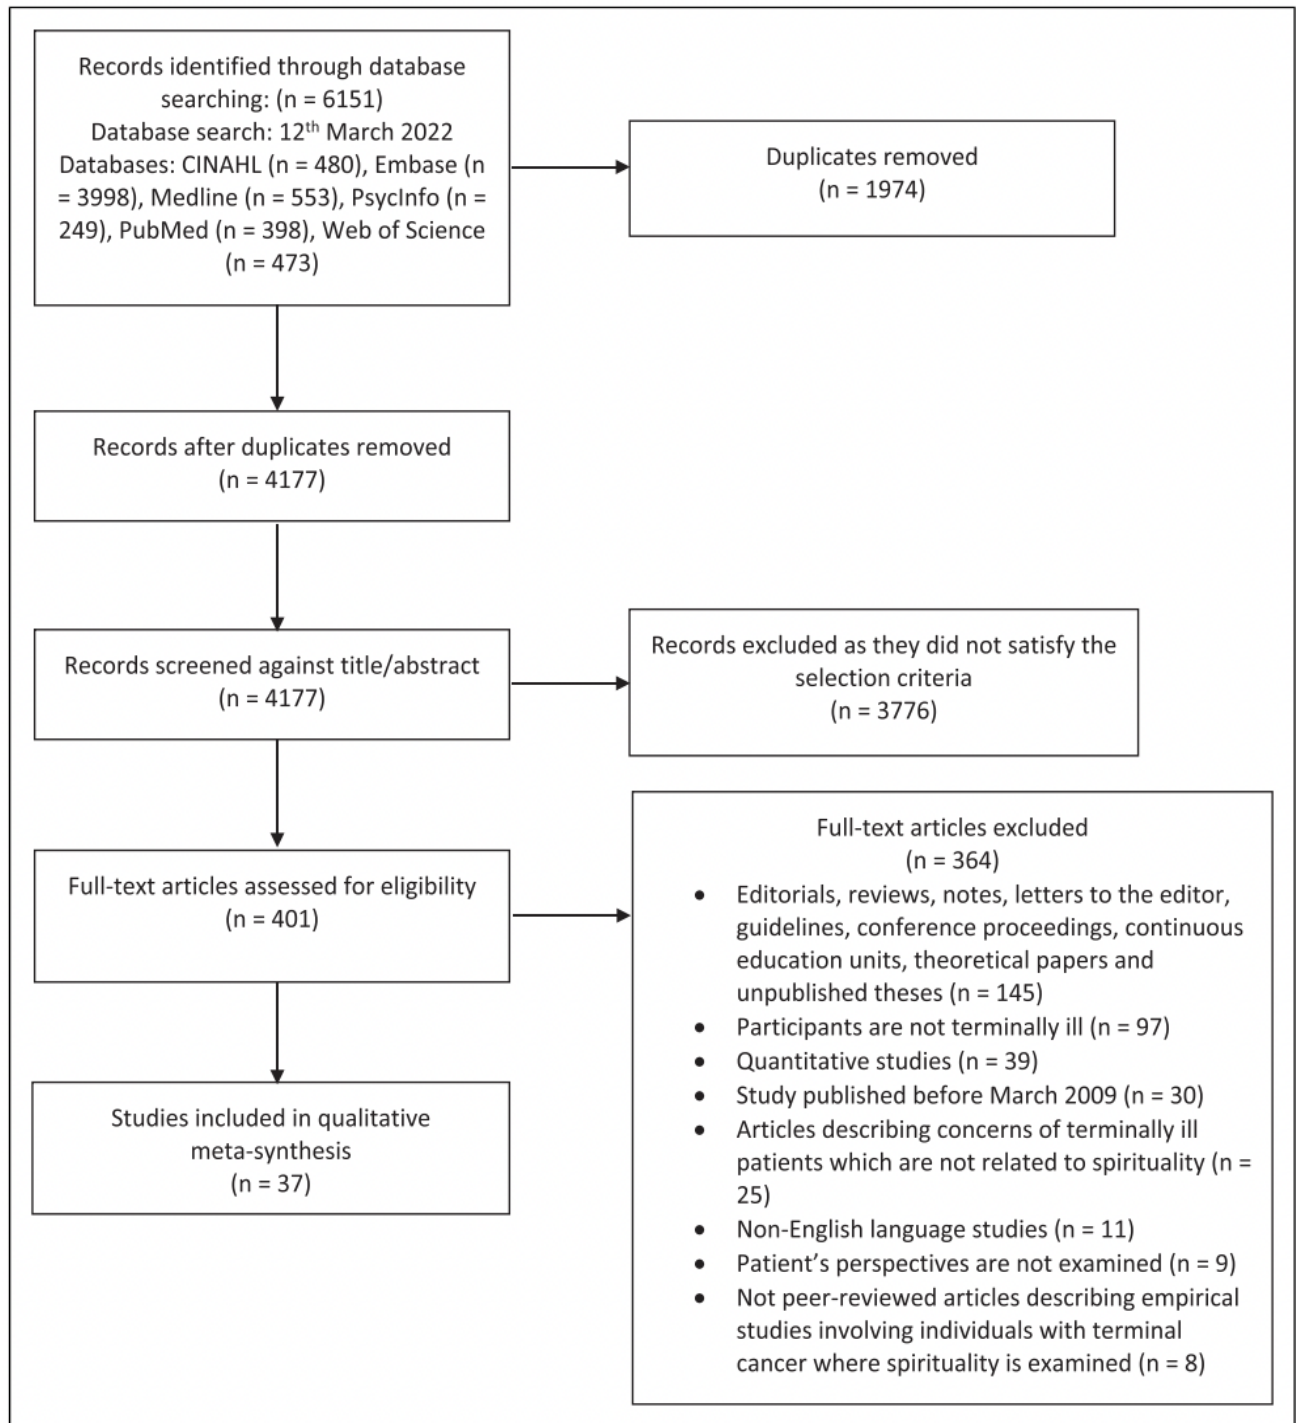 Records identified through database
searching: (n = 6151)
Database search: 12th March 2022
Databases: CINAHL (n = 480), Embase (n
= 3998), Medline (n = 553), PsycInfo (n =
249), PubMed (n = 398), Web of Science
(n = 473)
Duplicates removed
(n = 1974)
Records after duplicates removed
(n = 4177)
Records screened against title/abstract
(n = 4177)
Records excluded as they did not satisfy the
selection criteria
(n = 3776)
Full-text articles assessed for eligibility
(n = 401)
Full-text articles excluded
(n = 364)
• Editorials, reviews, notes, letters to the editor,
guidelines, conference proceedings, continuous
education units, theoretical papers and
unpublished theses (n = 145)
• Participants are not terminally ill (n = 97)
• Quantitative studies (n = 39)
• Study published before March 2009 (n = 30)
• Articles describing concerns of terminally ill
patients which are not related to spirituality (n =
25)
• Non-English language studies (n = 11)
• Patient’s perspectives are not examined (n = 9)
• Not peer-reviewed articles describing empirical
studies involving individuals with terminal
cancer where spirituality is examined (n = 8)
Studies included in qualitative
meta-synthesis
(n = 37)